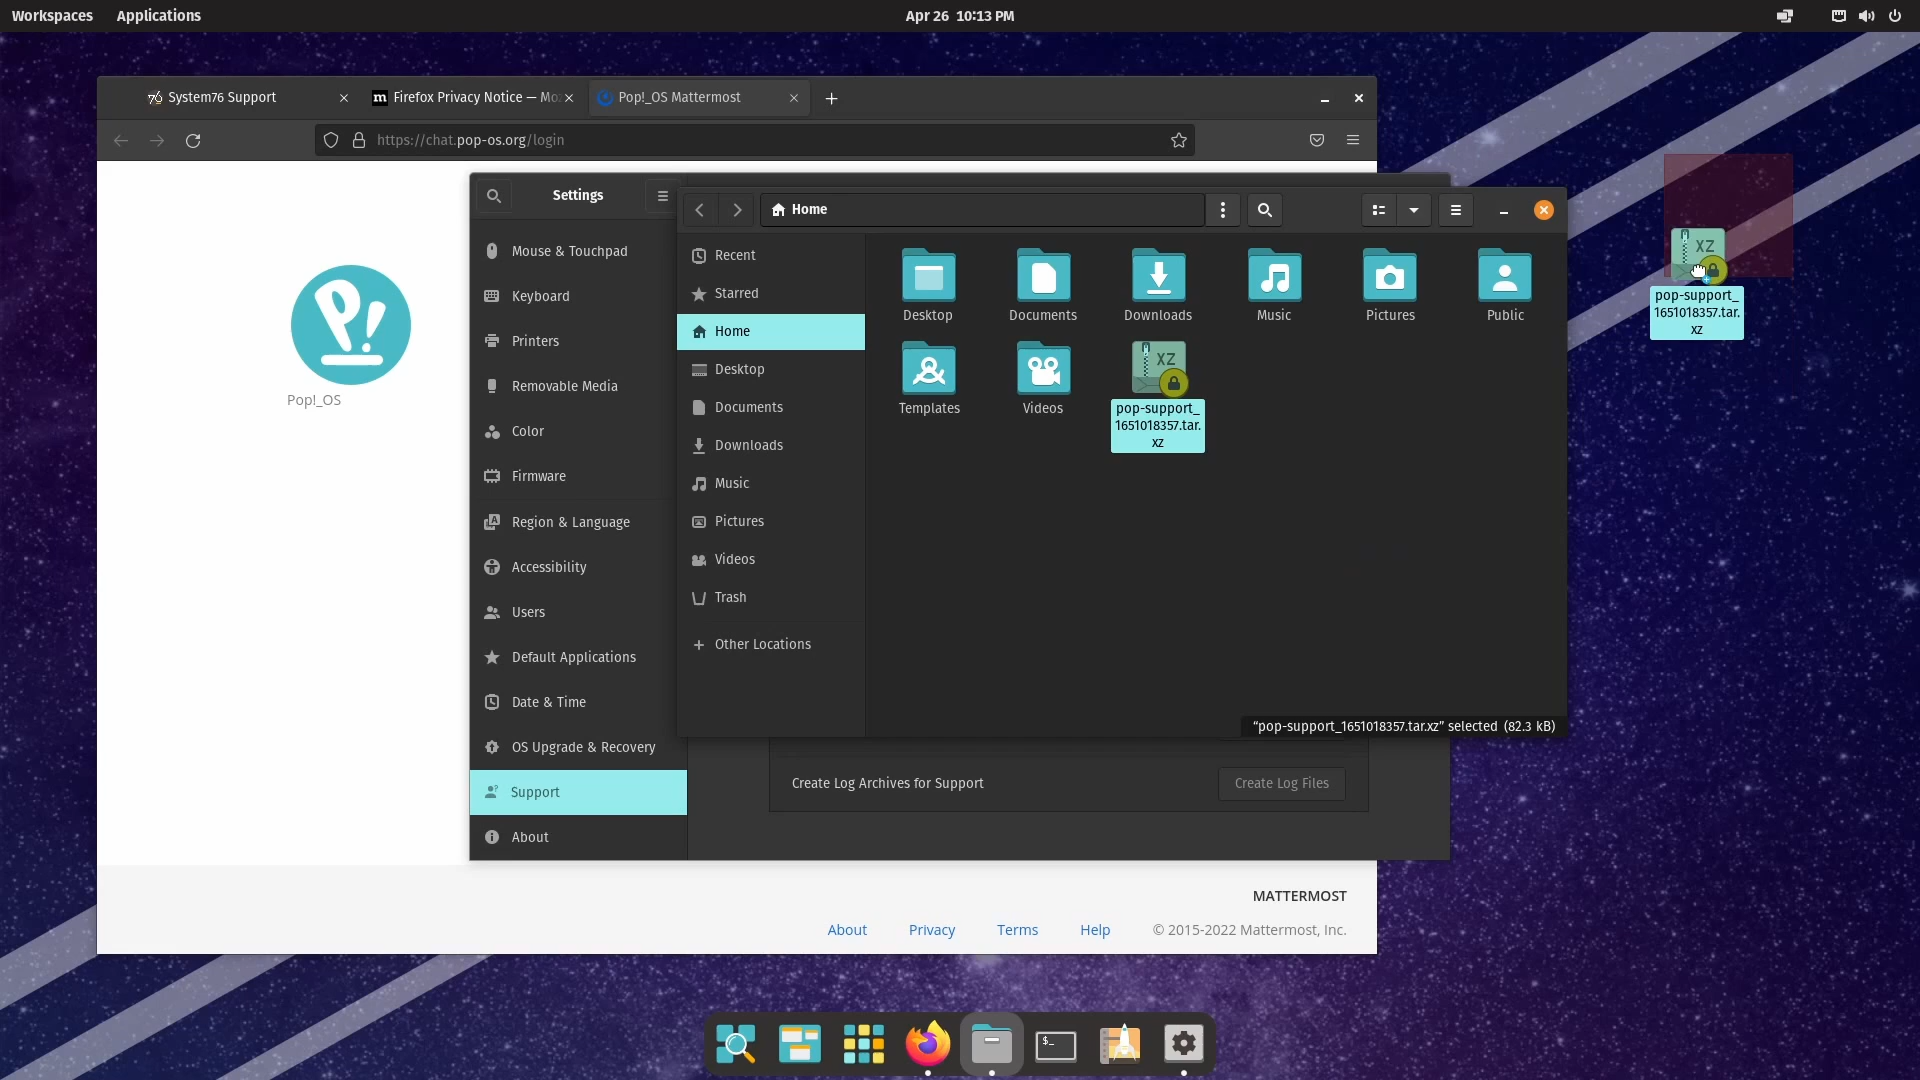 Workspaces
Applications
Apr 26 10:13 PM
System76 Support
Firefox Privacy Notice — Mo
Pop!_OS Mattermost
https://chat.pop-os.org/login
Pop!_OS
Settings
Mouse & Touchpad
Keyboard
Printers
Removable Media
Color
Firmware
Region & Language
Accessibility
Users
Default Applications
Date & Time
OS Upgrade & Recovery
Support
About
Home
Recent
Starred
Home
Desktop
Documents
Downloads
Music
Pictures
Videos
Trash
Other Locations
Desktop
Documents
Downloads
Music
Pictures
Public
Templates
Videos
XZ
pop-support_
1651018357.tar.
xz
“pop-support_1651018357.tar.xz” selected (82.3 kB)
XZ
pop-support_
1651018357.tar.
xz
Create Log Archives for Support
Create Log Files
MATTERMOST
About
Privacy
Terms
Help
© 2015-2022 Mattermost, Inc.